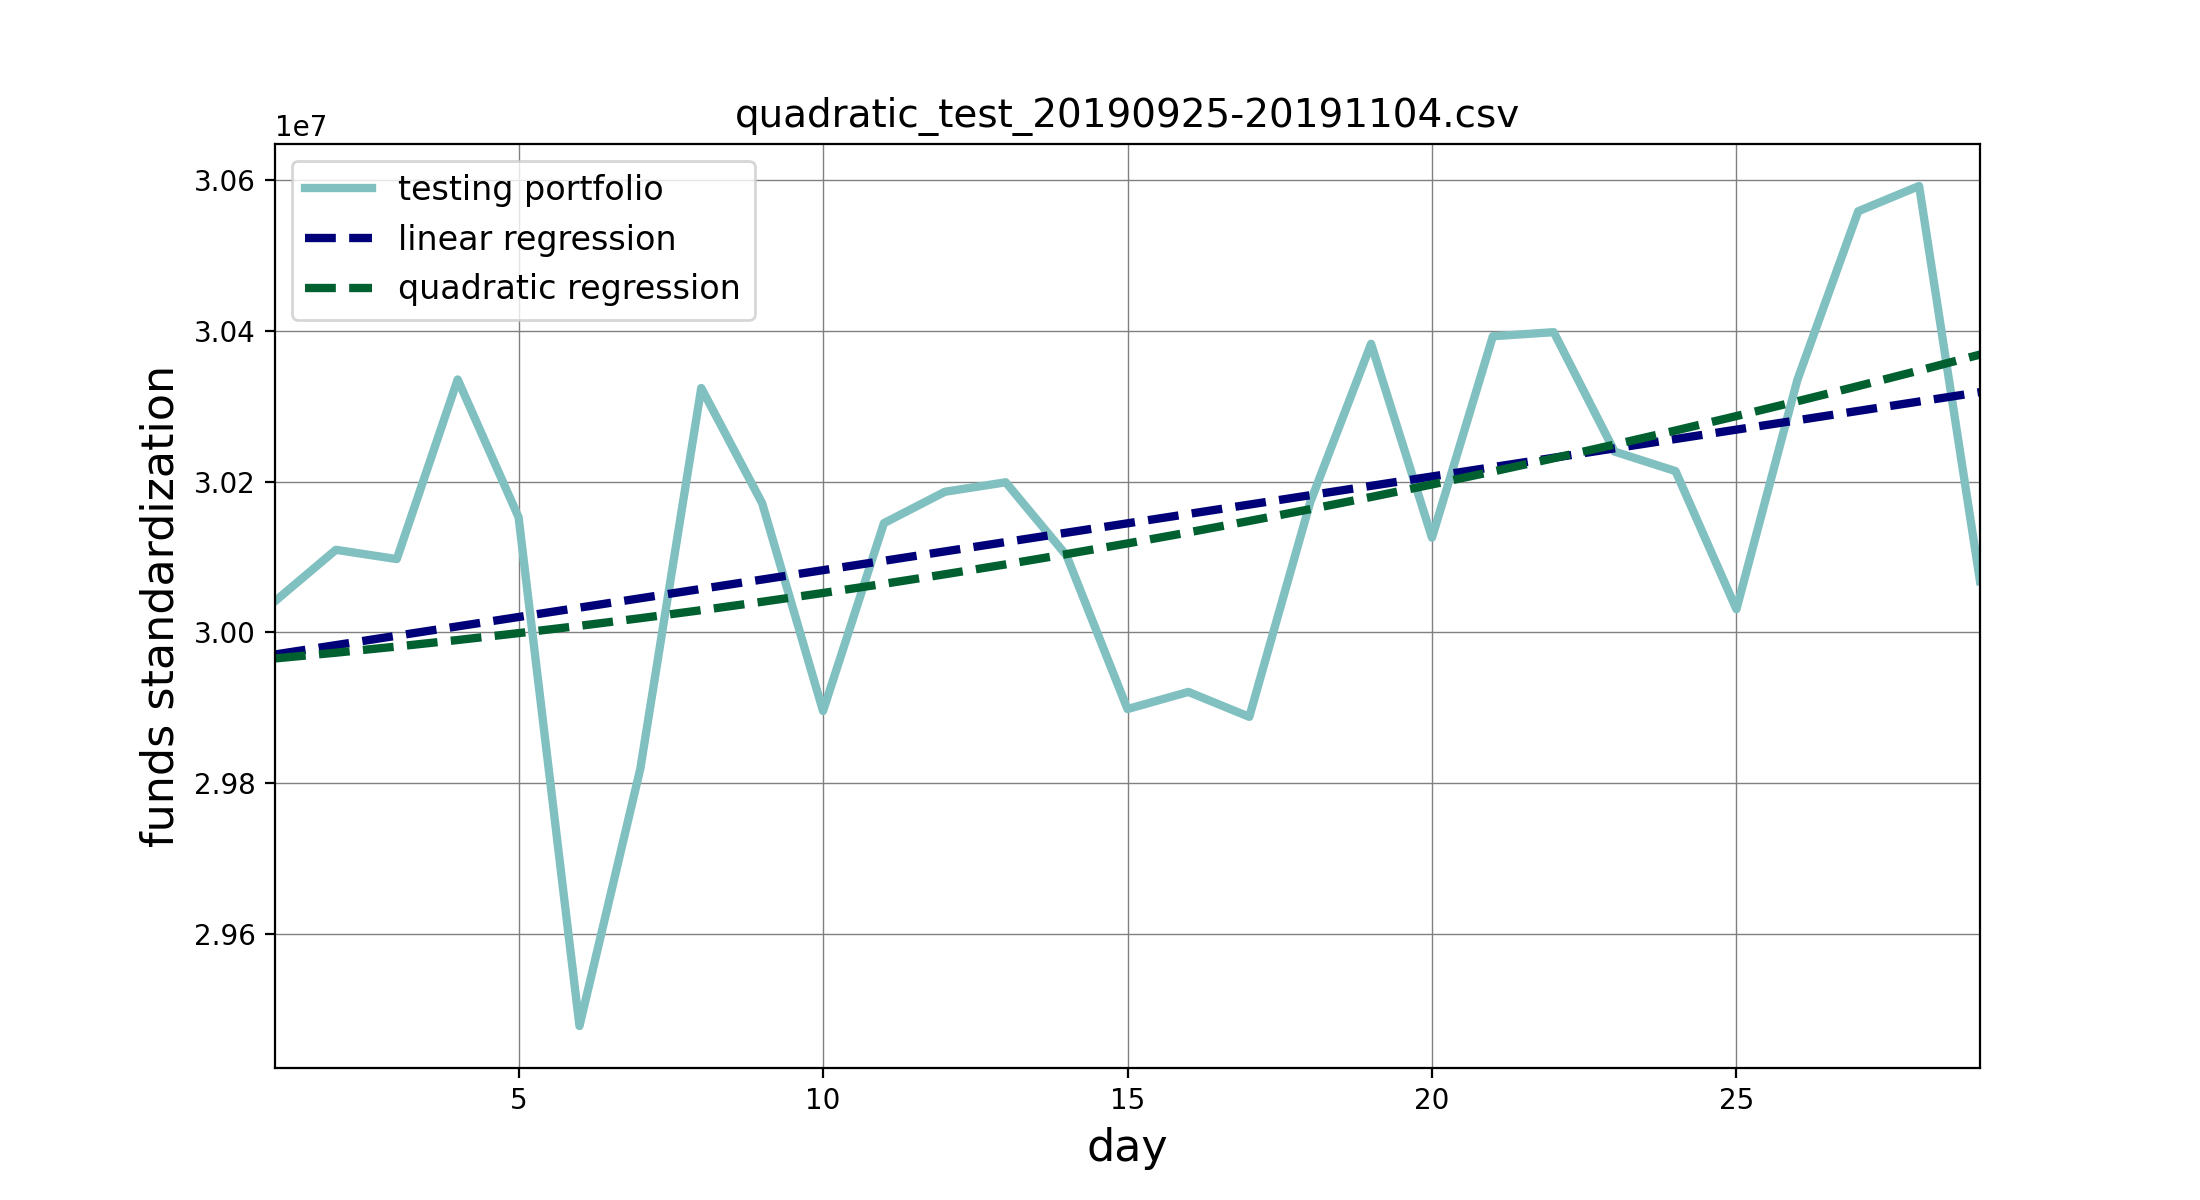 quadratic_test_20190925-20191104.csv
1e7
testing portfolio
linear regression
quadratic regression
funds standardization
3.06
3.04
3.02
3.00
2.98
2.96
5 10 15 20 25
day